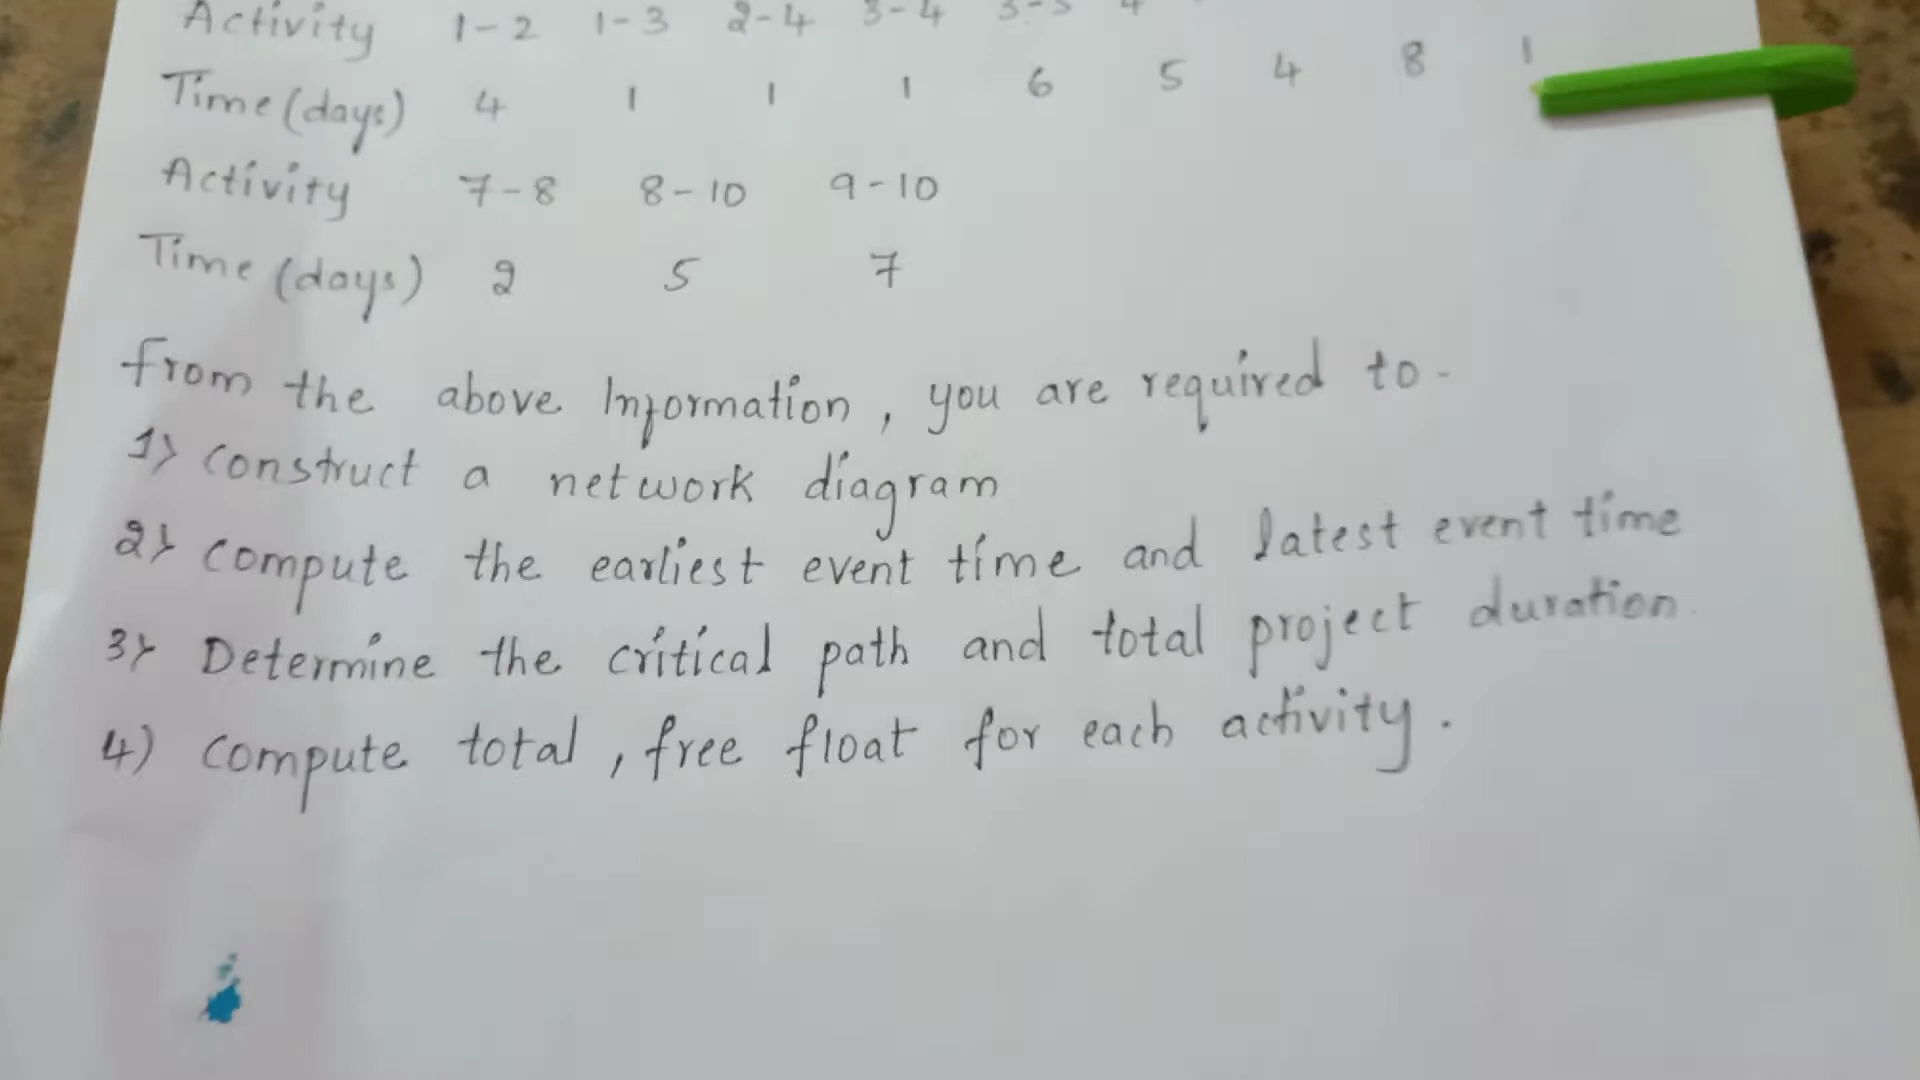 Activity 1-2 1-3 2-4 3-4 3-5 4
Time (days) 4 1 1 1 6 5 4 8 1
Activity 7-8 8-10 9-10
Time (days) 2 5 7
from the above Information, you are required to -
1) construct a network diagram
2) compute the earliest event time and latest event time
3) Determine the critical path and total project duration
4) compute total, free float for each activity.